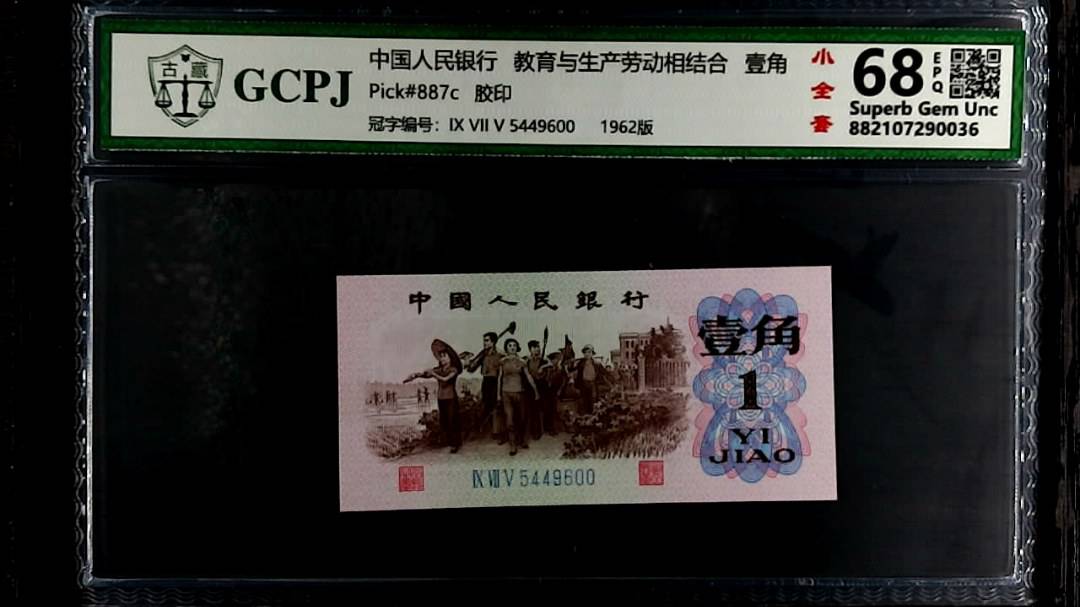 古 藏
GCPJ
中国人民银行 教育与生产劳动相结合 壹角
Pick#887c 胶印
冠字编号: IX VII V 5449600 1962版
小全套
68
EPQ
Superb Gem Unc
882107290036
中國人民銀行
壹角
1
YI
JIAO
IX VII V 5449600